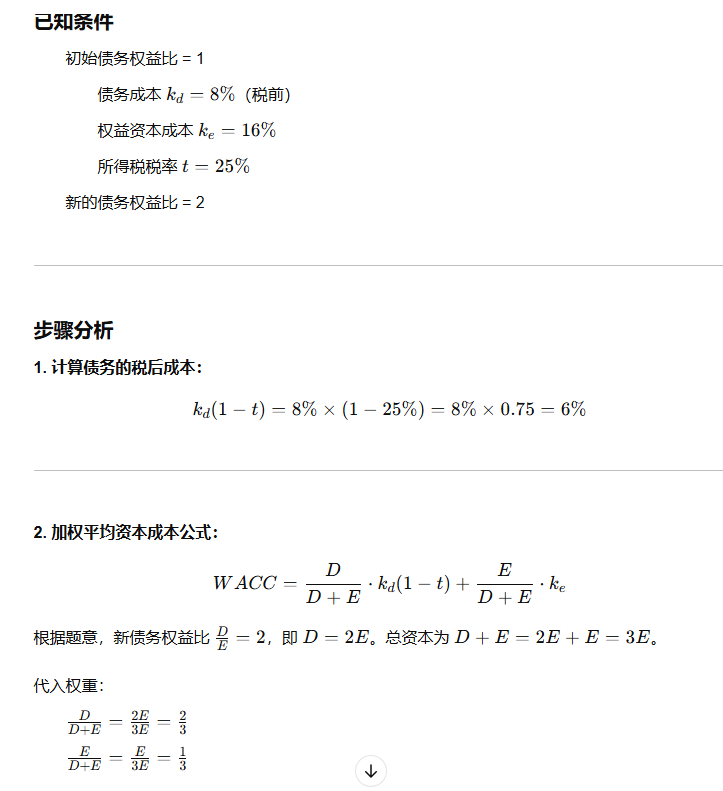 已知条件
初始债务权益比 = 1
债务成本 k_d = 8%（税前）
权益资本成本 k_e = 16%
所得税税率 t = 25%
新的债务权益比 = 2
步骤分析
1. 计算债务的税后成本：
k_d(1 − t) = 8% × (1 − 25%) = 8% × 0.75 = 6%
2. 加权平均资本成本公式：
WACC = \frac{D}{D + E} · k_d(1 − t) + \frac{E}{D + E} · k_e
根据题意，新债务权益比 \frac{D}{E} = 2，即 D = 2E。总资本为 D + E = 2E + E = 3E。
代入权重：
\frac{D}{D+E} = \frac{2E}{3E} = \frac{2}{3}
\frac{E}{D+E} = \frac{E}{3E} = \frac{1}{3}